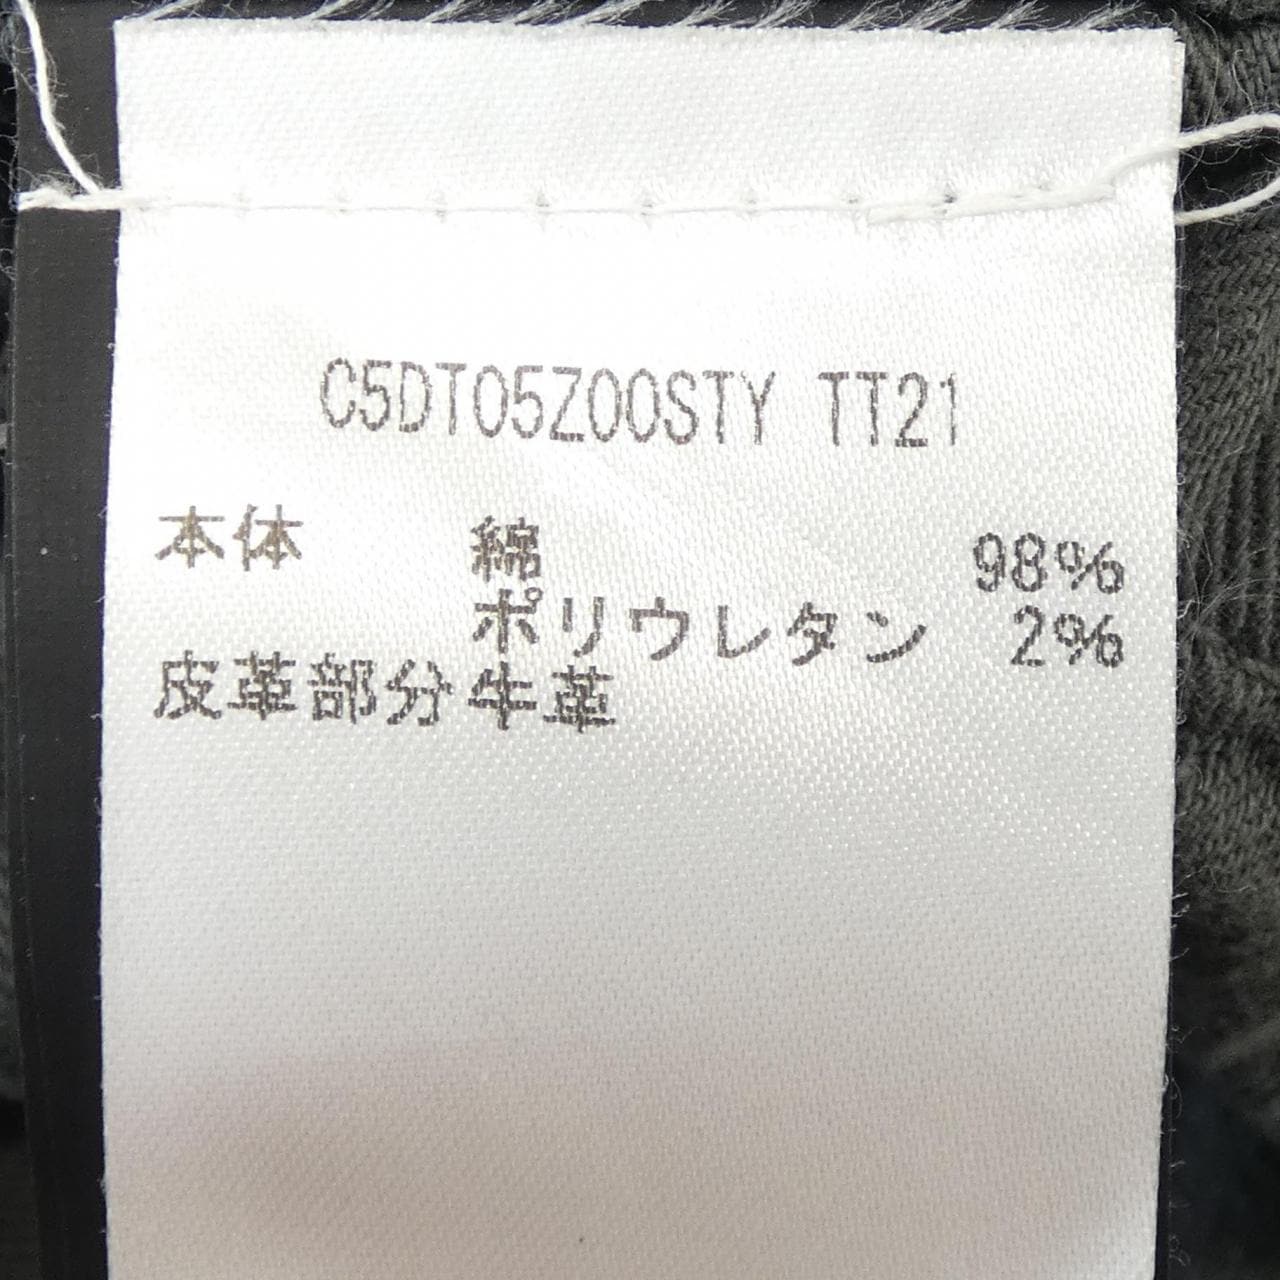 C5DT05Z00STY TT21
本体 綿 98%
ポリウレタン 2%
皮革部分 牛革